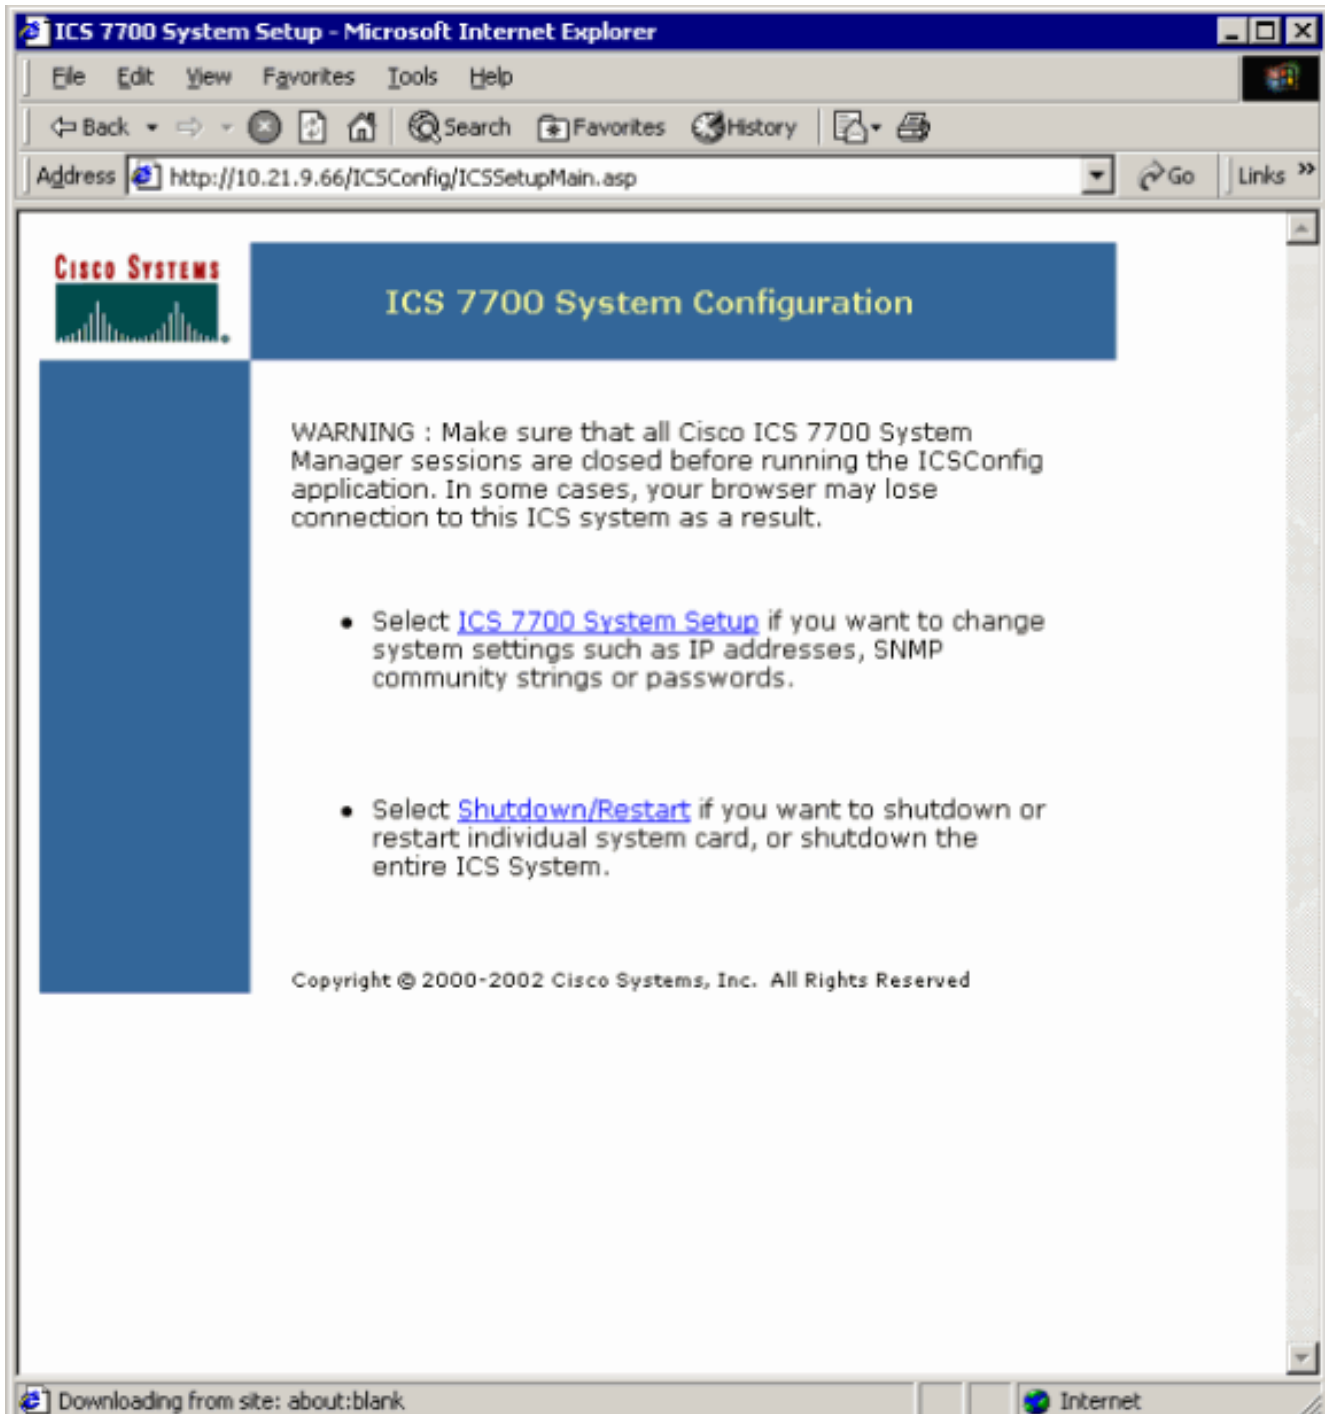 ICS 7700 System Setup - Microsoft Internet Explorer
File Edit View Favorites Tools Help
Back Search Favorites History
Address http://10.21.9.66/ICSConfig/ICSSetupMain.asp Go Links »
CISCO SYSTEMS
ICS 7700 System Configuration
WARNING : Make sure that all Cisco ICS 7700 System
Manager sessions are closed before running the ICSConfig
application. In some cases, your browser may lose
connection to this ICS system as a result.
• Select ICS 7700 System Setup if you want to change
system settings such as IP addresses, SNMP
community strings or passwords.
• Select Shutdown/Restart if you want to shutdown or
restart individual system card, or shutdown the
entire ICS System.
Copyright © 2000-2002 Cisco Systems, Inc. All Rights Reserved
Downloading from site: about:blank Internet